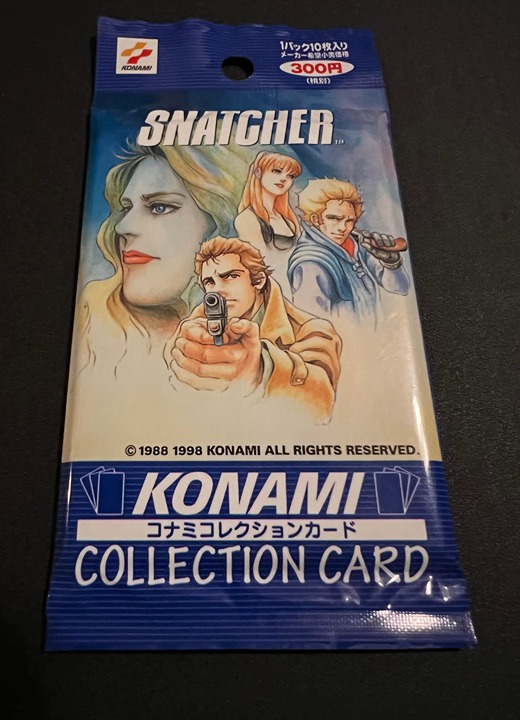 KONAMI
1パック10枚入り
メーカー希望小売価格
300円
(税別)
SNATCHER™
© 1988 1998 KONAMI ALL RIGHTS RESERVED.
KONAMI
コナミコレクションカード
COLLECTION CARD